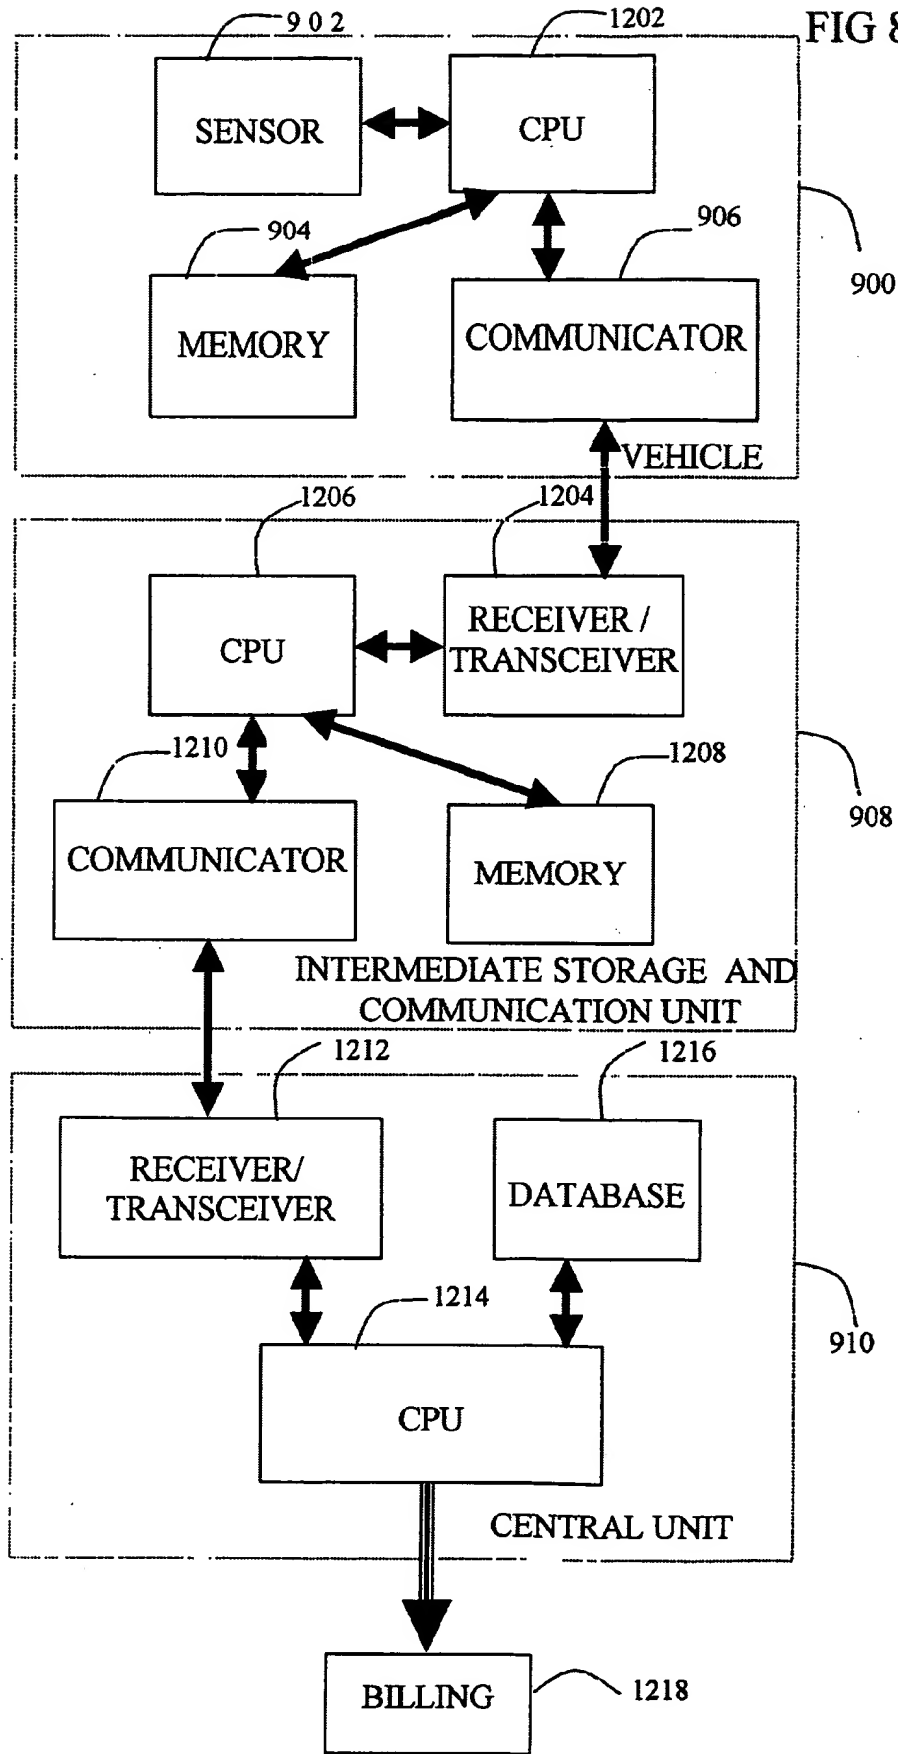 902
1202
FIG 8
SENSOR
CPU
904
906
900
MEMORY
COMMUNICATOR
VEHICLE
1206
1204
CPU
RECEIVER /
TRANSCEIVER
1210
1208
908
COMMUNICATOR
MEMORY
INTERMEDIATE STORAGE AND
COMMUNICATION UNIT
1212
1216
RECEIVER/
TRANSCEIVER
DATABASE
1214
910
CPU
CENTRAL UNIT
BILLING
1218